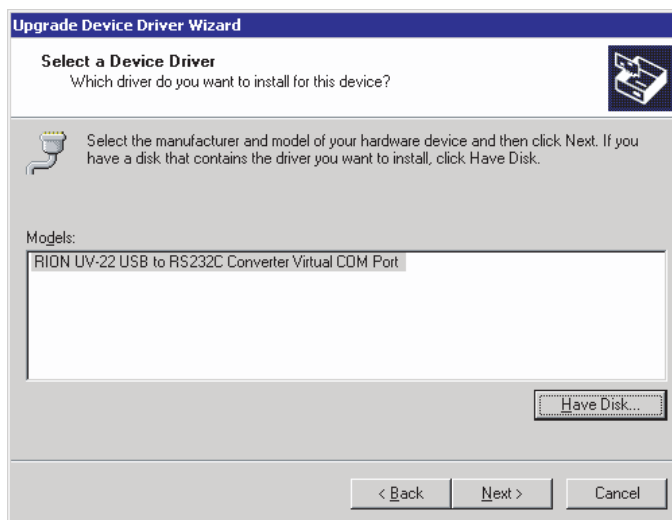 Upgrade Device Driver Wizard
Select a Device Driver
Which driver do you want to install for this device?
Select the manufacturer and model of your hardware device and then click Next. If you
have a disk that contains the driver you want to install, click Have Disk.
Models:
RION UV-22 USB to RS232C Converter Virtual COM Port
Have Disk...
< Back
Next >
Cancel